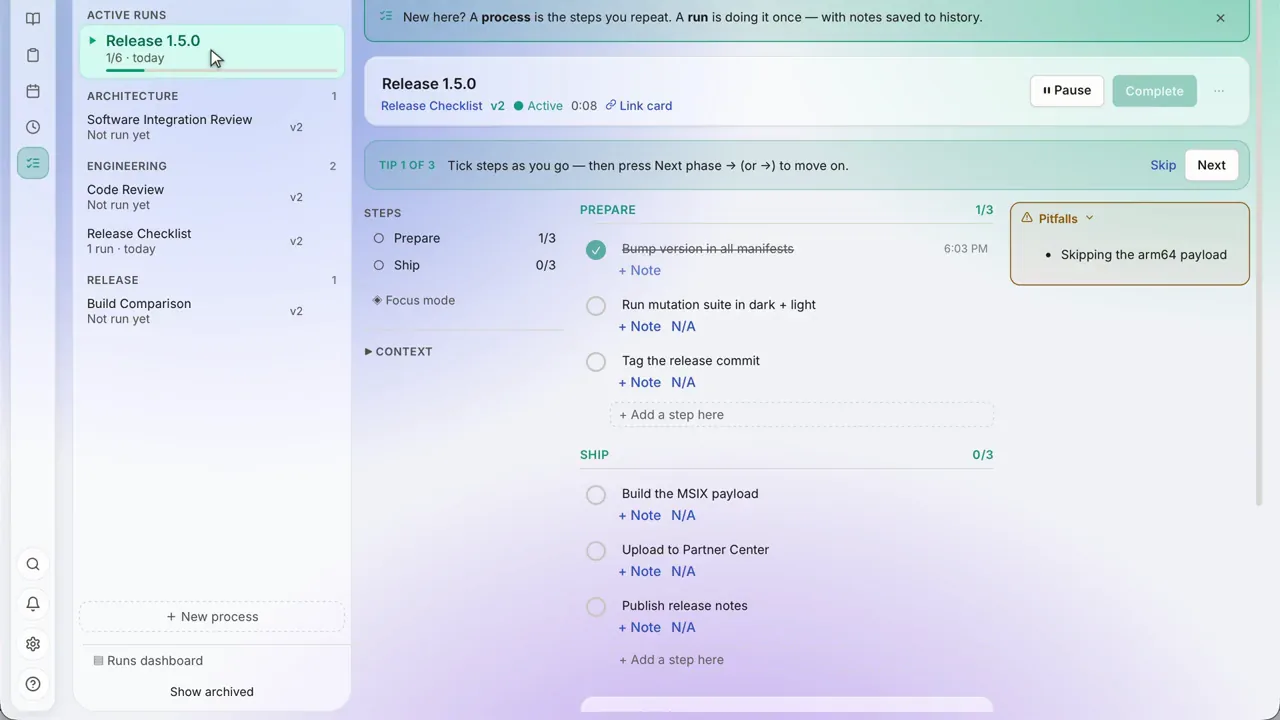 ACTIVE RUNS
Release 1.5.0
1/6 · today
ARCHITECTURE 1
Software Integration Review
Not run yet
v2
ENGINEERING 2
Code Review
Not run yet
v2
Release Checklist
1 run · today
v2
RELEASE 1
Build Comparison
Not run yet
v2
+ New process
Runs dashboard
Show archived
New here? A process is the steps you repeat. A run is doing it once — with notes saved to history.
Release 1.5.0
Release Checklist v2 Active 0:08 Link card
Pause
Complete
TIP 1 OF 3 Tick steps as you go — then press Next phase → (or →) to move on.
Skip
Next
STEPS
Prepare 1/3
Ship 0/3
Focus mode
CONTEXT
PREPARE 1/3
Bump version in all manifests 6:03 PM
+ Note
Run mutation suite in dark + light
+ Note N/A
Tag the release commit
+ Note N/A
+ Add a step here
SHIP 0/3
Build the MSIX payload
+ Note N/A
Upload to Partner Center
+ Note N/A
Publish release notes
+ Note N/A
+ Add a step here
Pitfalls
• Skipping the arm64 payload